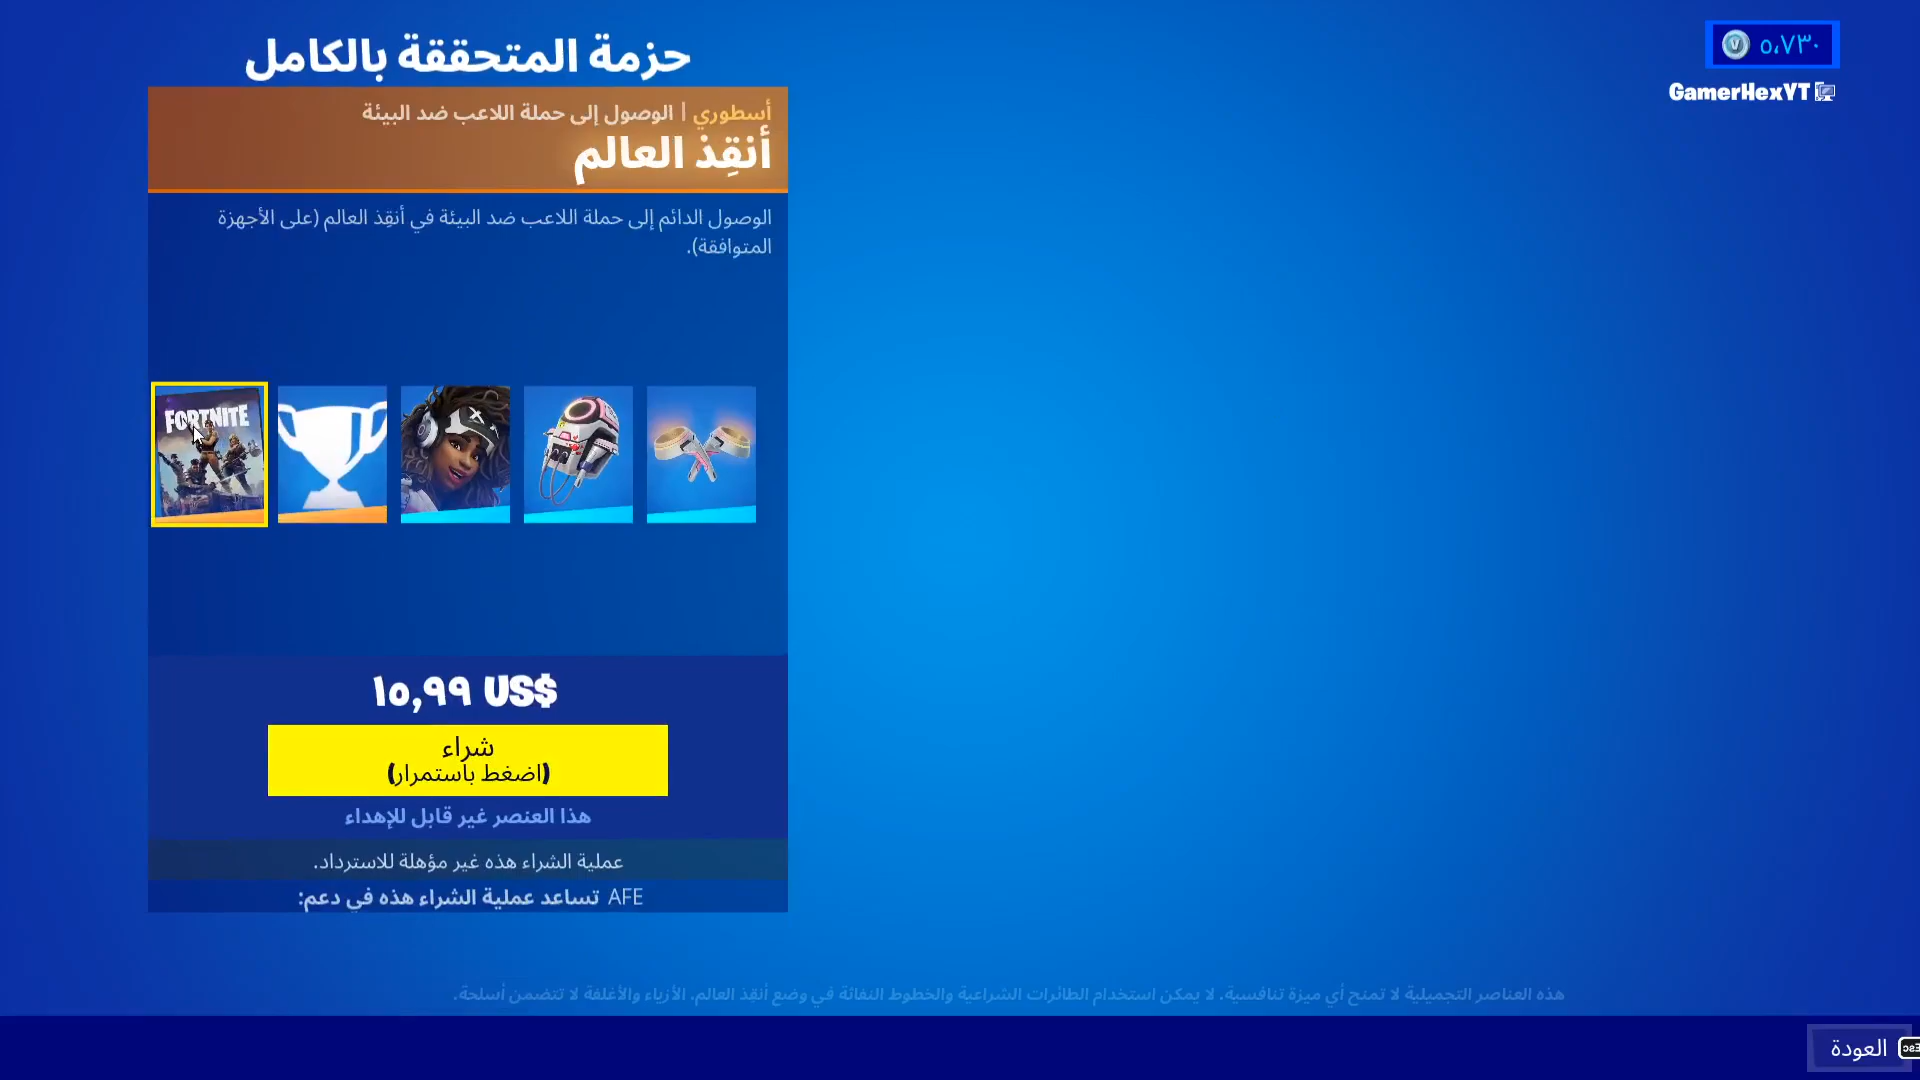 حزمة المتحققة بالكامل
٥،٧٣٠
GamerHexYT
أسطوري | الوصول إلى حملة اللاعب ضد البيئة
أنقِذ العالم
الوصول الدائم إلى حملة اللاعب ضد البيئة في أنقِذ العالم (على الأجهزة
المتوافقة).
FORTNITE
١٥,٩٩ US$
شراء
(اضغط باستمرار)
هذا العنصر غير قابل للإهداء
عملية الشراء هذه غير مؤهلة للاسترداد.
تساعد عملية الشراء هذه في دعم: AFE
هذه العناصر التجميلية لا تمنح أي ميزة تنافسية. لا يمكن استخدام الطائرات الشراعية والخطوط النفاثة في وضع أنقِذ العالم. الأزياء والأغلفة لا تتضمن أسلحة.
العودة Esc